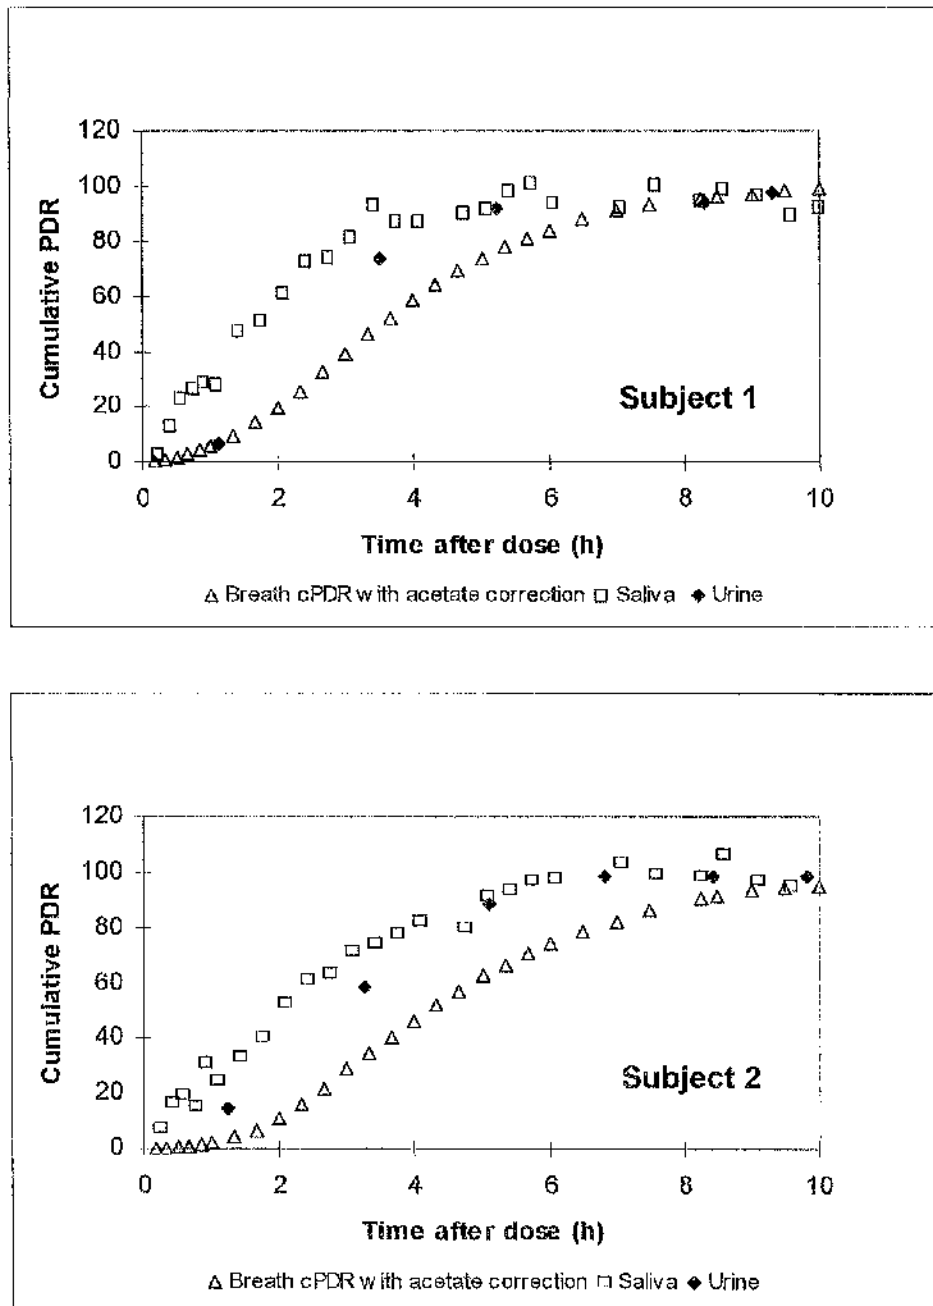 120
100
80
60
40
20
0
Cumulative PDR
Subject 1
0 2 4 6 8 10
Time after dose (h)
Breath cPDR with acetate correction Saliva Urine
120
100
80
60
40
20
0
Cumulative PDR
Subject 2
0 2 4 6 8 10
Time after dose (h)
Breath cPDR with acetate correction Saliva Urine